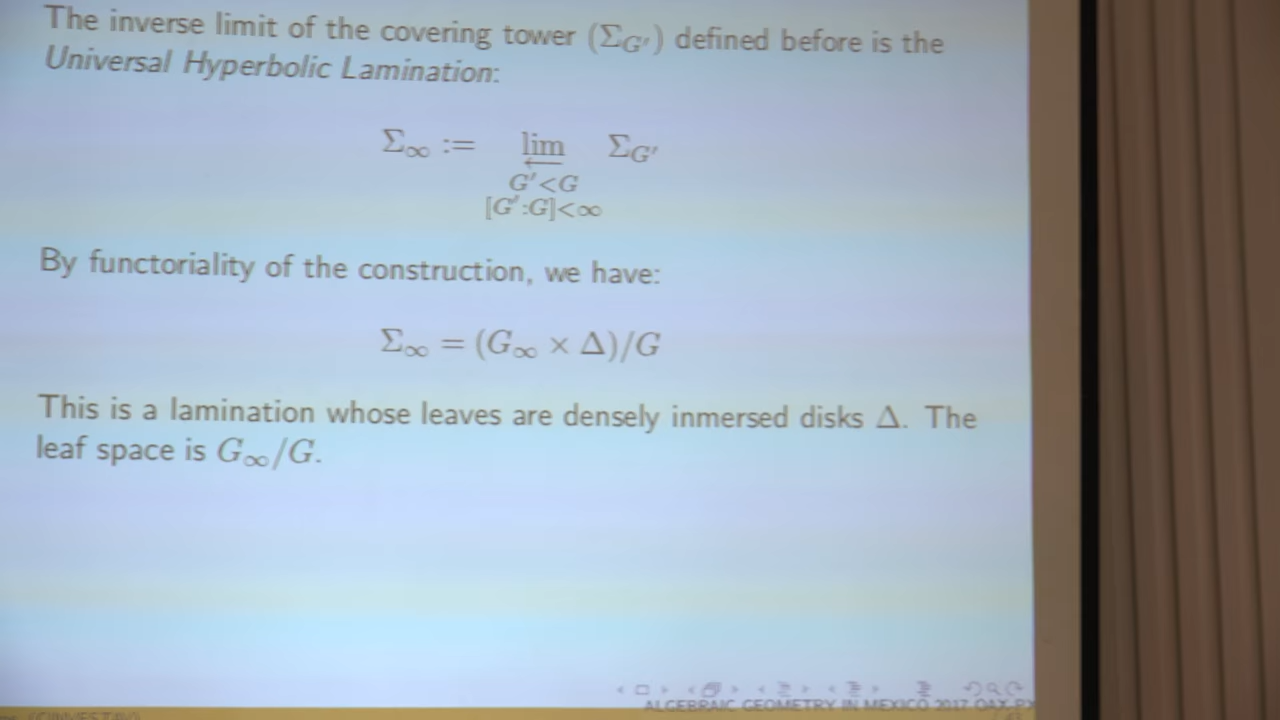 The inverse limit of the covering tower (Σ_{G′}) defined before is the
Universal Hyperbolic Lamination:
Σ_∞ := lim Σ_{G′}
←
G′<G
[G′:G]<∞
By functoriality of the construction, we have:
Σ_∞ = (G_∞ × Δ)/G
This is a lamination whose leaves are densely inmersed disks Δ. The
leaf space is G_∞/G.
ALGEBRAIC GEOMETRY IN MEXICO 2017 OAX
(CINVESTAV)